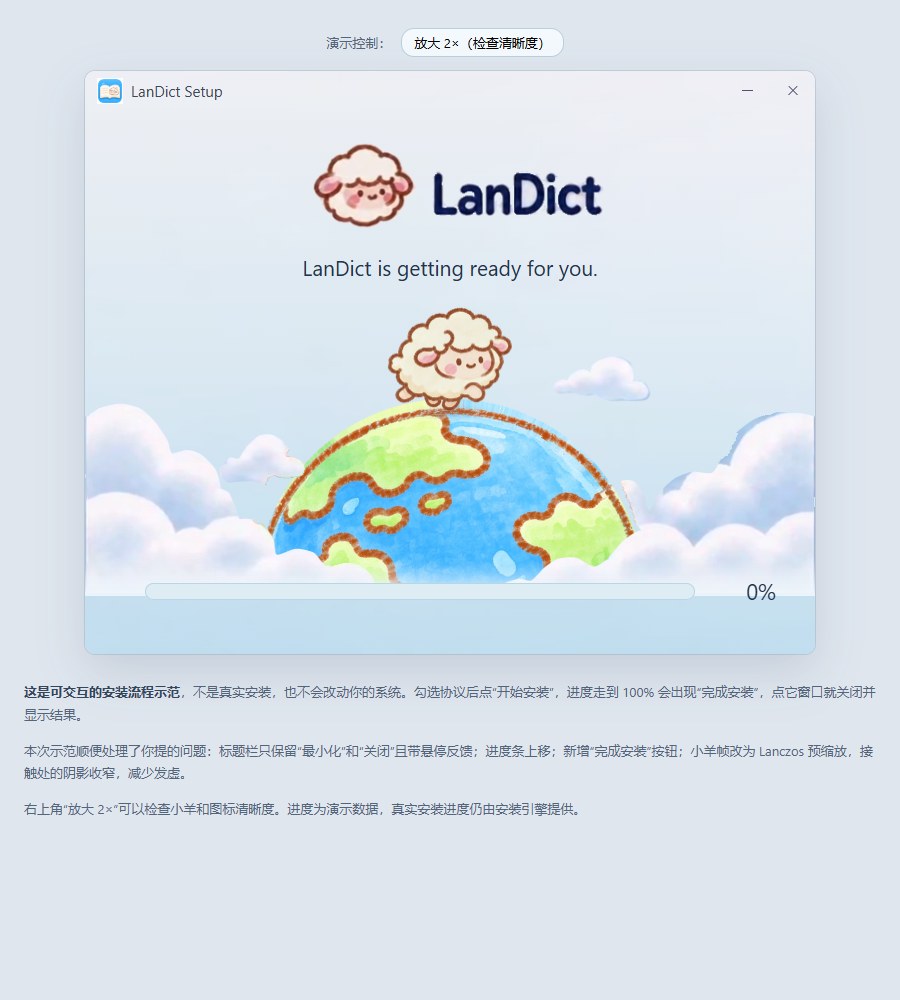 演示控制： 放大 2×（检查清晰度）
LanDict Setup
LanDict
LanDict is getting ready for you.
0%
这是可交互的安装流程示范，不是真实安装，也不会改动你的系统。勾选协议后点“开始安装”，进度走到 100% 会出现“完成安装”，点它窗口就关闭并
显示结果。
本次示范顺便处理了你提的问题：标题栏只保留“最小化”和“关闭”且带悬停反馈；进度条上移；新增“完成安装”按钮；小羊帧改为 Lanczos 预缩放，接
触处的阴影收窄，减少发虚。
右上角“放大 2×”可以检查小羊和图标清晰度。进度为演示数据，真实安装进度仍由安装引擎提供。